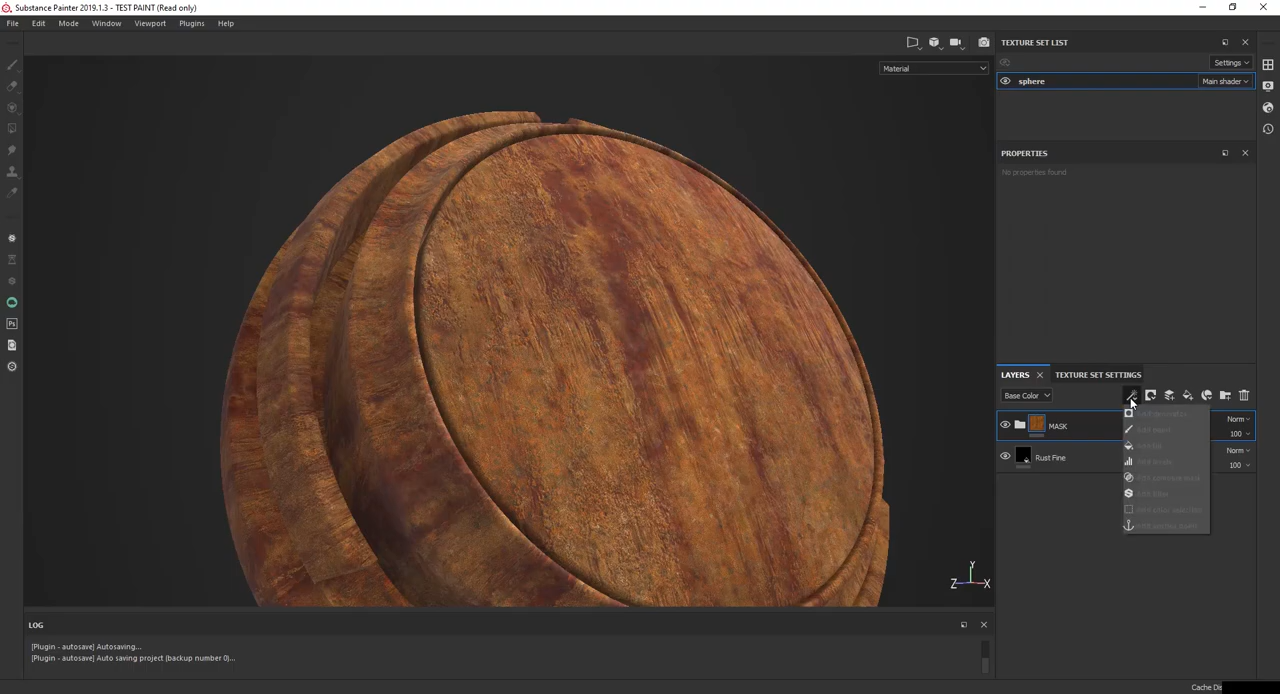 Substance Painter 2019.1.3 - TEST PAINT (Read only)
File Edit Mode Window Viewport Plugins Help
TEXTURE SET LIST
Settings
Material
sphere
Main shader
PROPERTIES
No properties found
LAYERS
TEXTURE SET SETTINGS
Base Color
MASK
Norm
100
Rust Fine
Norm
100
Ps
Y
Z
X
LOG
[Plugin - autosave] Autosaving...
[Plugin - autosave] Auto saving project (backup number 0)...
Cache